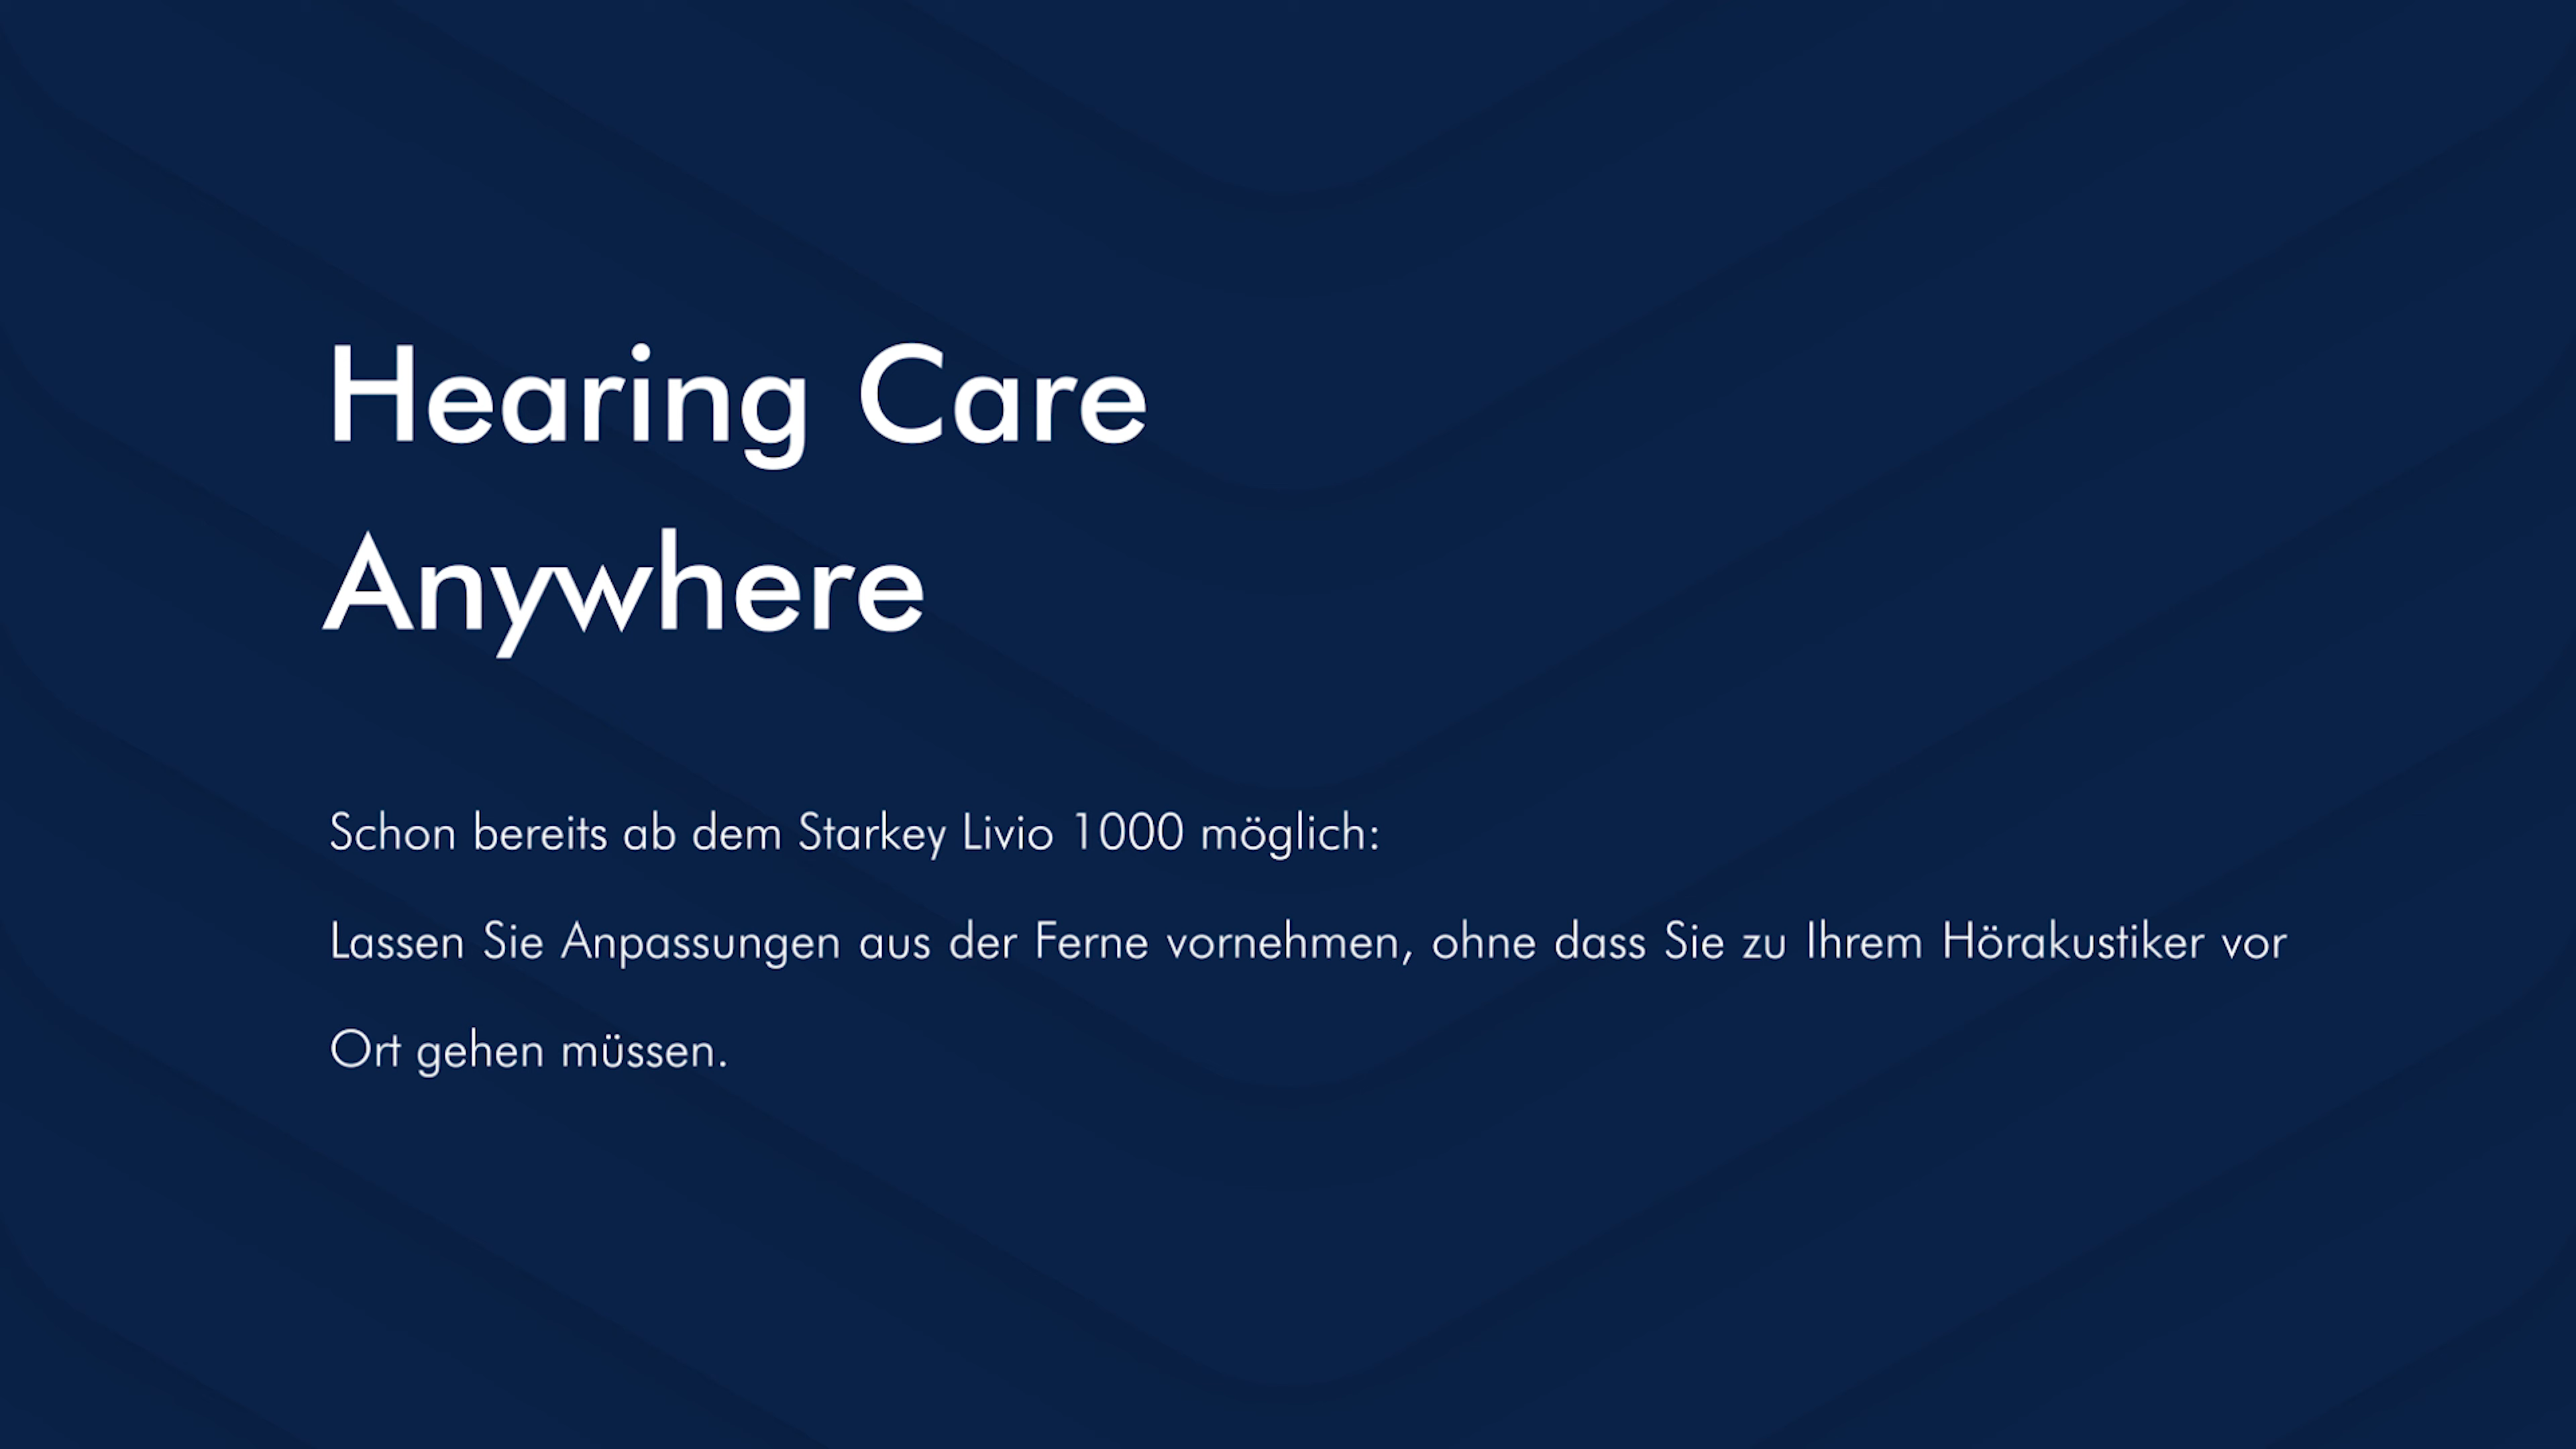 Hearing Care
Anywhere
Schon bereits ab dem Starkey Livio 1000 möglich:
Lassen Sie Anpassungen aus der Ferne vornehmen, ohne dass Sie zu Ihrem Hörakustiker vor
Ort gehen müssen.